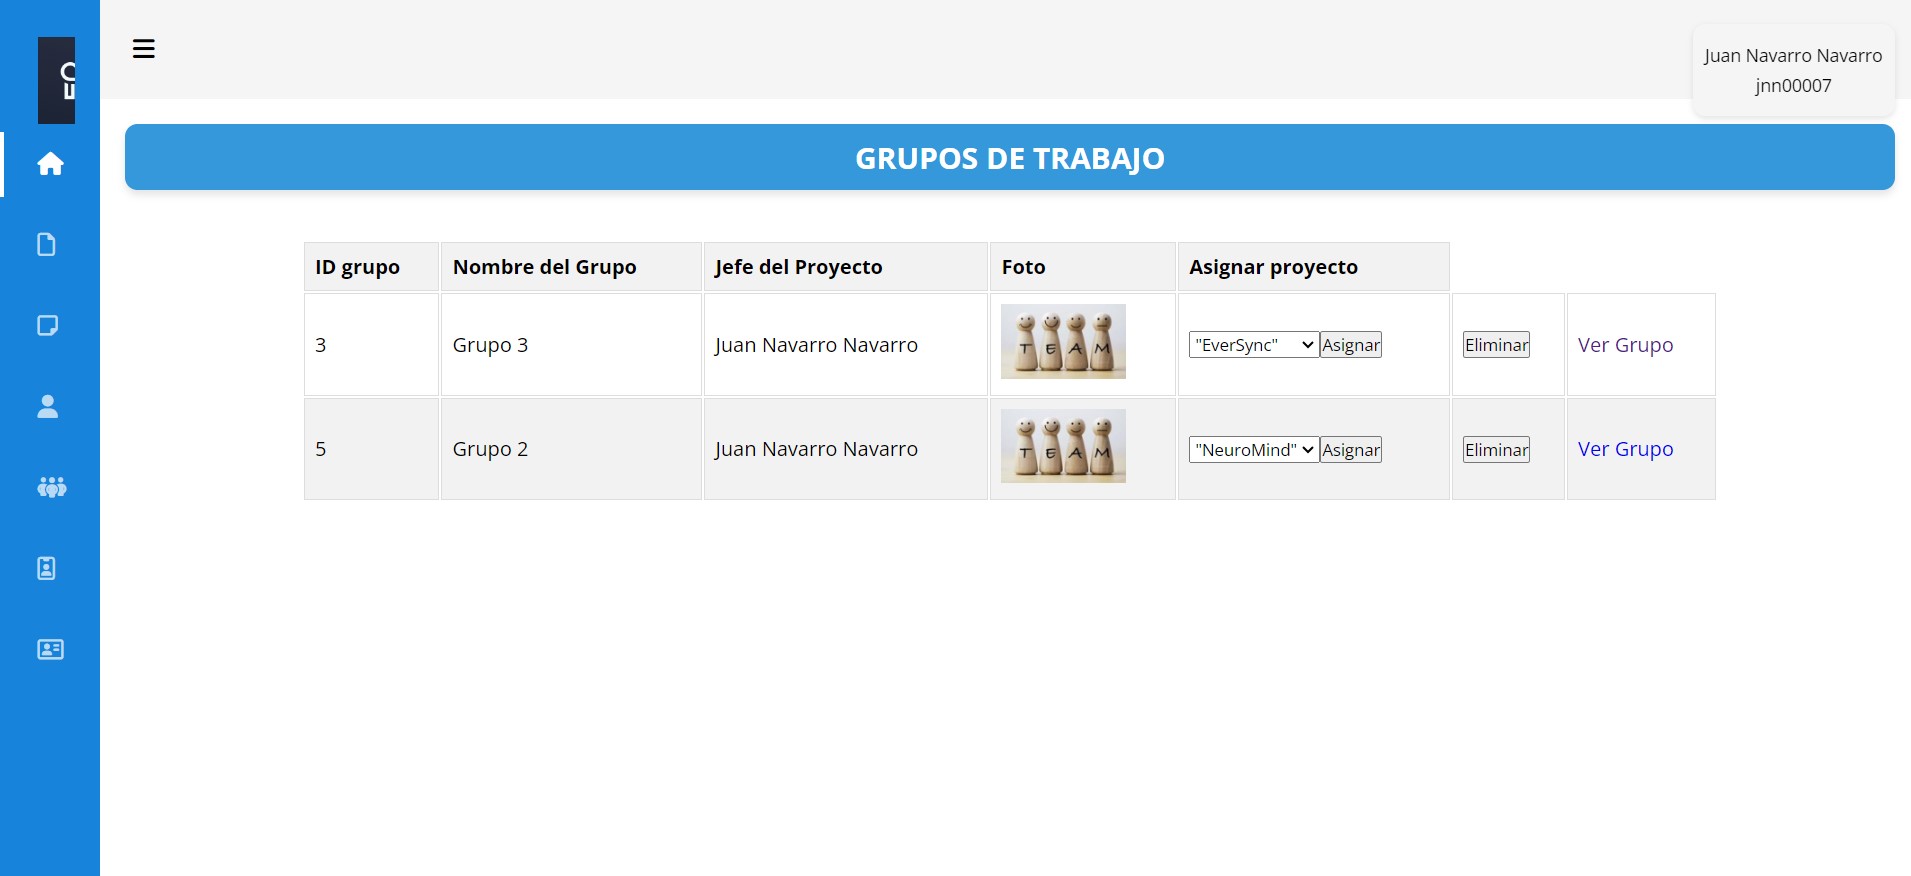 Juan Navarro Navarro
jnn00007
GRUPOS DE TRABAJO
ID grupo Nombre del Grupo Jefe del Proyecto Foto Asignar proyecto
3 Grupo 3 Juan Navarro Navarro TEAM "EverSync" Asignar Eliminar Ver Grupo
5 Grupo 2 Juan Navarro Navarro TEAM "NeuroMind" Asignar Eliminar Ver Grupo